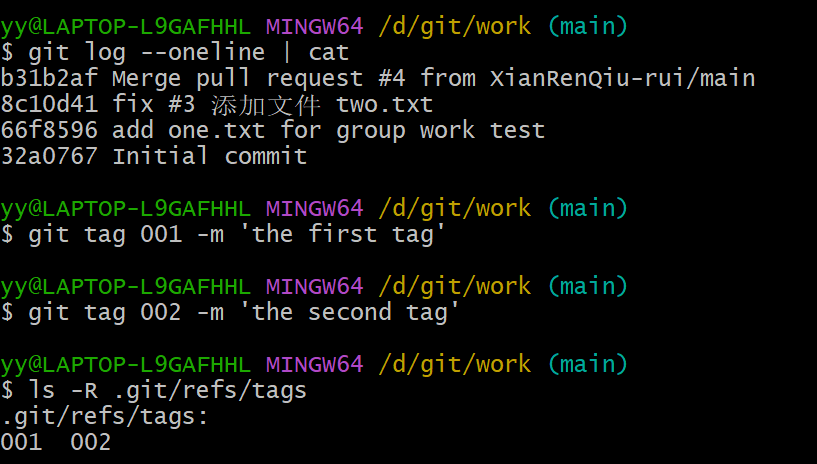 yy@LAPTOP-L9GAFHHL MINGW64 /d/git/work (main)
$ git log --oneline | cat
b31b2af Merge pull request #4 from XianRenQiu-rui/main
8c10d41 fix #3 添加文件 two.txt
66f8596 add one.txt for group work test
32a0767 Initial commit
yy@LAPTOP-L9GAFHHL MINGW64 /d/git/work (main)
$ git tag 001 -m 'the first tag'
yy@LAPTOP-L9GAFHHL MINGW64 /d/git/work (main)
$ git tag 002 -m 'the second tag'
yy@LAPTOP-L9GAFHHL MINGW64 /d/git/work (main)
$ ls -R .git/refs/tags
.git/refs/tags:
001  002